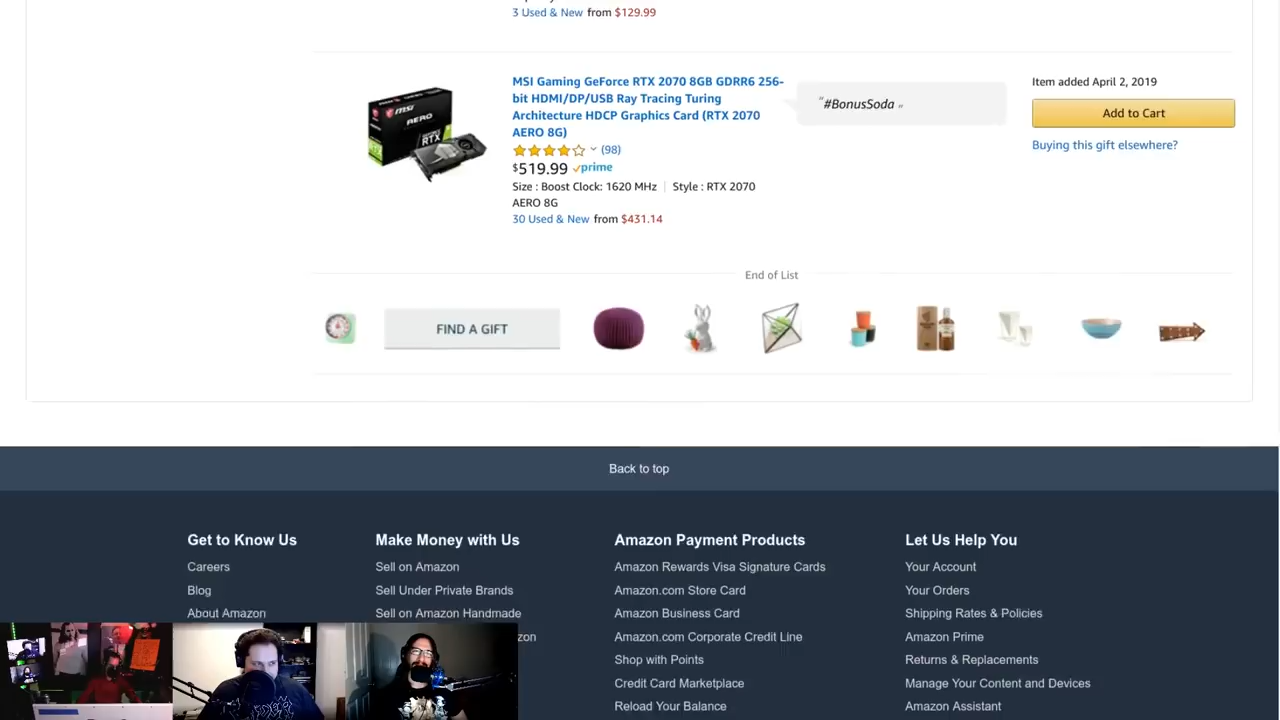 3 Used & New from $129.99
MSI Gaming GeForce RTX 2070 8GB GDRR6 256-
bit HDMI/DP/USB Ray Tracing Turing
Architecture HDCP Graphics Card (RTX 2070
AERO 8G)
(98)
$519.99 prime
Size : Boost Clock: 1620 MHz | Style : RTX 2070
AERO 8G
30 Used & New from $431.14
"#BonusSoda"
Item added April 2, 2019
Add to Cart
Buying this gift elsewhere?
msi
AERO
RTX
End of List
FIND A GIFT
Back to top
Get to Know Us
Careers
Blog
About Amazon
Make Money with Us
Sell on Amazon
Sell Under Private Brands
Sell on Amazon Handmade
zon
Amazon Payment Products
Amazon Rewards Visa Signature Cards
Amazon.com Store Card
Amazon Business Card
Amazon.com Corporate Credit Line
Shop with Points
Credit Card Marketplace
Reload Your Balance
Let Us Help You
Your Account
Your Orders
Shipping Rates & Policies
Amazon Prime
Returns & Replacements
Manage Your Content and Devices
Amazon Assistant